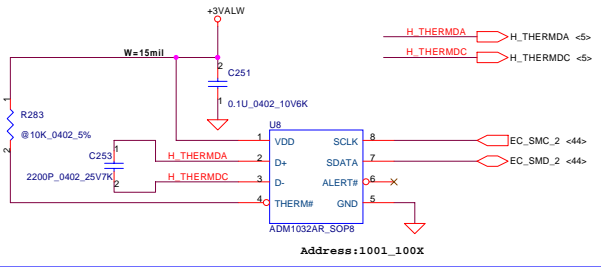 +3VALW
H_THERMDA
H_THERMDA <5>
W=15mil
H_THERMDC
H_THERMDC <5>
2
C251
1
0.1U_0402_10V6K
1
R283
@10K_0402_5%
2
U8
1
VDD
SCLK
8
EC_SMC_2 <44>
C253
1
H_THERMDA
2
D+
SDATA
7
EC_SMD_2 <44>
2200P_0402_25V7K
2
H_THERMDC
3
D-
ALERT#
6
4
THERM#
GND
5
ADM1032AR_SOP8
Address:1001_100X